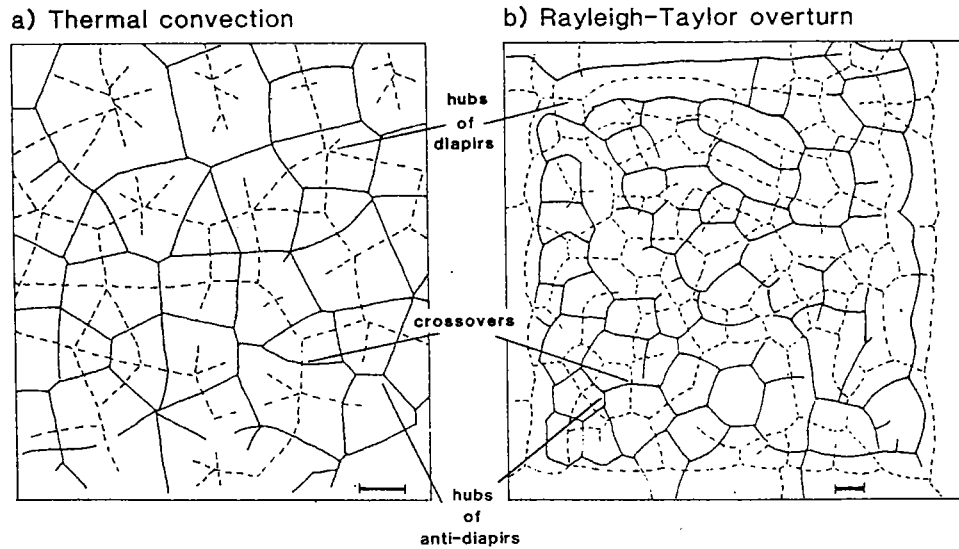 a) Thermal convection
b) Rayleigh-Taylor overturn
hubs
of
diapirs
crossovers
hubs
of
anti-diapirs